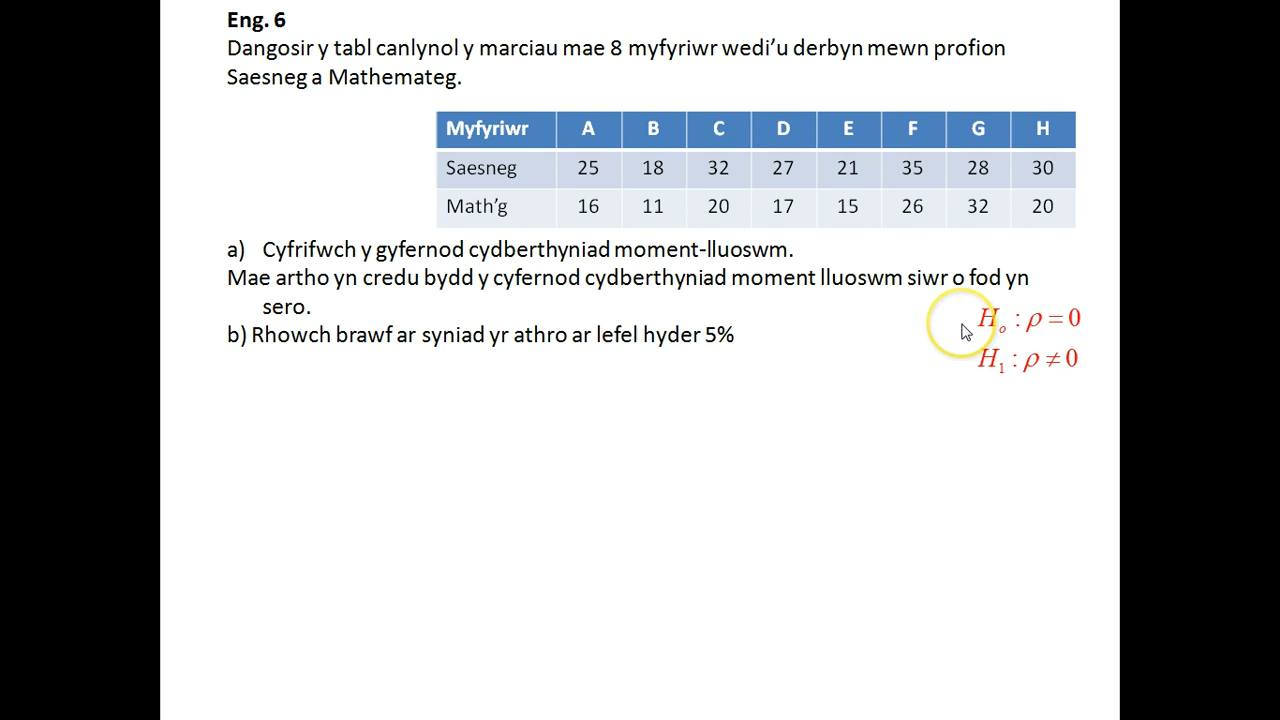 Eng. 6
Dangosir y tabl canlynol y marciau mae 8 myfyriwr wedi’u derbyn mewn profion
Saesneg a Mathemateg.
Myfyriwr A B C D E F G H
Saesneg 25 18 32 27 21 35 28 30
Math’g 16 11 20 17 15 26 32 20
a) Cyfrifwch y gyfernod cydberthyniad moment-lluoswm.
Mae artho yn credu bydd y cyfernod cydberthyniad moment lluoswm siwr o fod yn
sero.
H₀ : ρ = 0
b) Rhowch brawf ar syniad yr athro ar lefel hyder 5%
H₁ : ρ ≠ 0